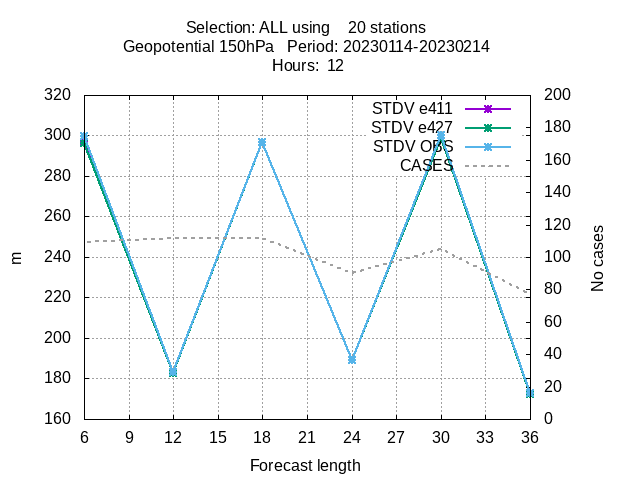 Selection: ALL using 20 stations
Geopotential 150hPa Period: 20230114-20230214
Hours: 12
STDV e411
STDV e427
STDV OBS
CASES
320
300
280
260
240
220
200
180
160
200
180
160
140
120
100
80
60
40
20
0
m
No cases
6 9 12 15 18 21 24 27 30 33 36
Forecast length